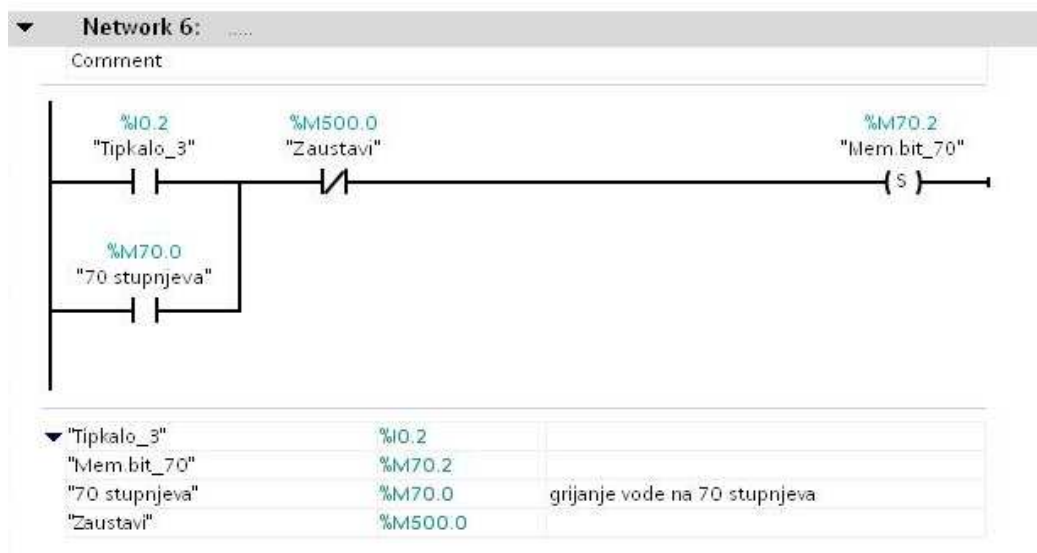 Network 6: .....
Comment
%I0.2 %M500.0 %M70.2
"Tipkalo_3" "Zaustavi" "Mem.bit_70"
S
%M70.0
"70 stupnjeva"
"Tipkalo_3" %I0.2
"Mem.bit_70" %M70.2
"70 stupnjeva" %M70.0 grijanje vode na 70 stupnjeva
"Zaustavi" %M500.0